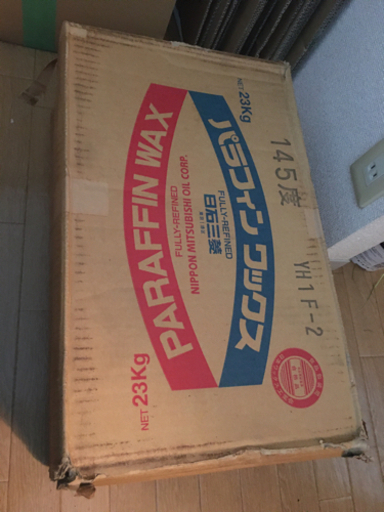 PARAFFIN WAX
FULLY-REFINED
NIPPON MITSUBISHI OIL CORP.
NET 23Kg
パラフィンワックス
FULLY-REFINED
日石三菱
NET 23Kg
145度
YH1F-2